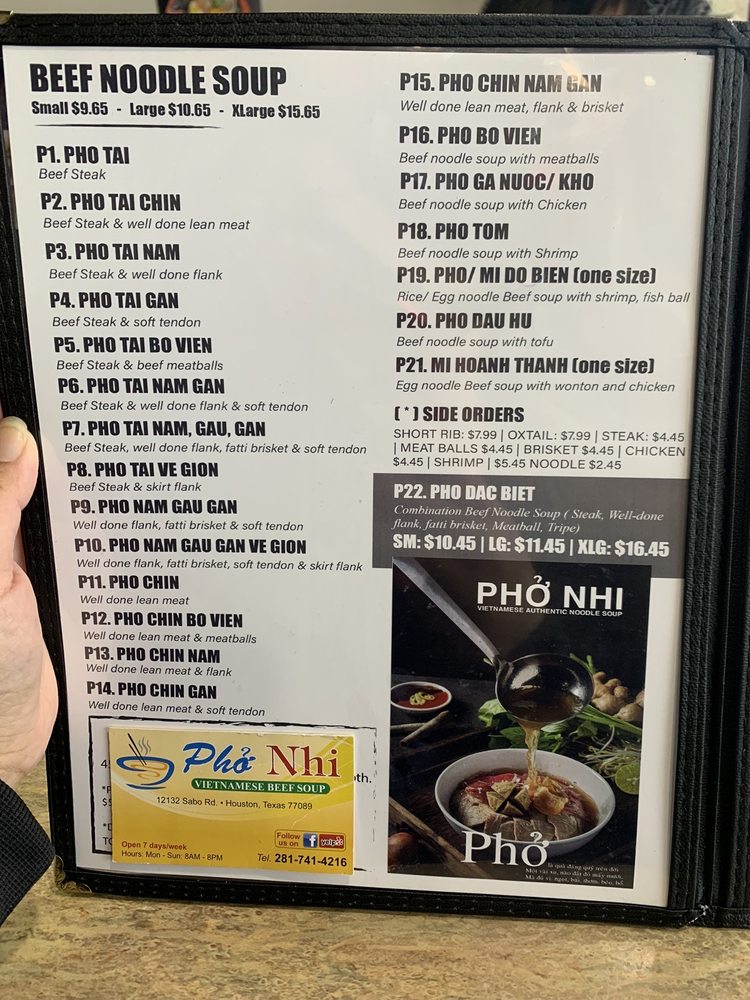 BEEF NOODLE SOUP
Small $9.65 - Large $10.65 - XLarge $15.65
P1. PHO TAI
Beef Steak
P2. PHO TAI CHIN
Beef Steak & well done lean meat
P3. PHO TAI NAM
Beef Steak & well done flank
P4. PHO TAI GAN
Beef Steak & soft tendon
P5. PHO TAI BO VIEN
Beef Steak & beef meatballs
P6. PHO TAI NAM GAN
Beef Steak & well done flank & soft tendon
P7. PHO TAI NAM, GAU, GAN
Beef Steak, well done flank, fatti brisket & soft tendon
P8. PHO TAI VE GION
Beef Steak & skirt flank
P9. PHO NAM GAU GAN
Well done flank, fatti brisket & soft tendon
P10. PHO NAM GAU GAN VE GION
Well done flank, fatti brisket, soft tendon & skirt flank
P11. PHO CHIN
Well done lean meat
P12. PHO CHIN BO VIEN
Well done lean meat & meatballs
P13. PHO CHIN NAM
Well done lean meat & flank
P14. PHO CHIN GAN
Well done lean meat & soft tendon
Phở Nhi
VIETNAMESE BEEF SOUP
12132 Sabo Rd. • Houston, Texas 77089
Open 7 days/week
Hours: Mon - Sun: 8AM - 8PM
Follow
us on f yelp
Tel. 281-741-4216
P15. PHO CHIN NAM GAN
Well done lean meat, flank & brisket
P16. PHO BO VIEN
Beef noodle soup with meatballs
P17. PHO GA NUOC/ KHO
Beef noodle soup with Chicken
P18. PHO TOM
Beef noodle soup with Shrimp
P19. PHO/ MI DO BIEN (one size)
Rice/ Egg noodle Beef soup with shrimp, fish ball
P20. PHO DAU HU
Beef noodle soup with tofu
P21. MI HOANH THANH (one size)
Egg noodle Beef soup with wonton and chicken
(*) SIDE ORDERS
SHORT RIB: $7.99 | OXTAIL: $7.99 | STEAK: $4.45
| MEAT BALLS $4.45 | BRISKET $4.45 | CHICKEN
$4.45 | SHRIMP | $5.45 NOODLE $2.45
P22. PHO DAC BIET
Combination Beef Noodle Soup ( Steak, Well-done
flank, fatti brisket, Meatball, Tripe)
SM: $10.45 | LG: $11.45 | XLG: $16.45
PHỞ NHI
VIETNAMESE AUTHENTIC NOODLE SOUP
Phở